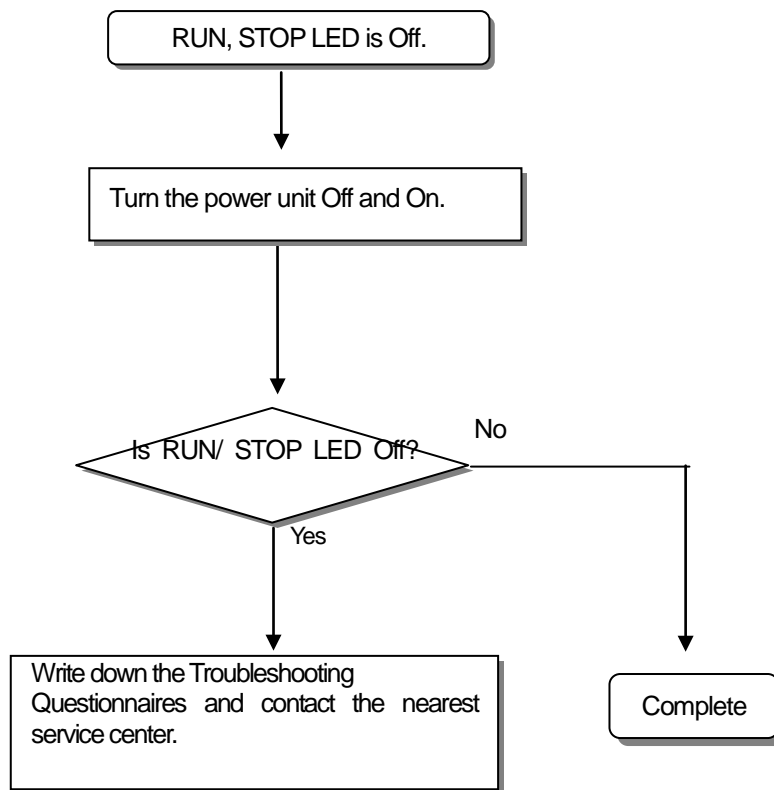 RUN, STOP LED is Off.
Turn the power unit Off and On.
Is RUN/ STOP LED Off?
No
Yes
Write down the Troubleshooting
Questionnaires and contact the nearest
service center.
Complete